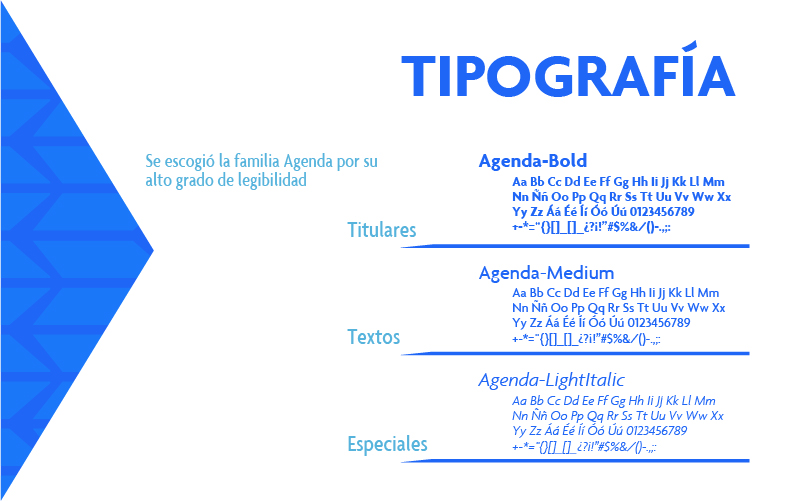 TIPOGRAFÍA
Se escogió la familia Agenda por su
alto grado de legibilidad
Titulares
Agenda-Bold
Aa Bb Cc Dd Ee Ff Gg Hh Ii Jj Kk Ll Mm
Nn Ññ Oo Pp Qq Rr Ss Tt Uu Vv Ww Xx
Yy Zz Áá Éé Íí Óó Úú 0123456789
+-*=¨{}[]_[]_¿?¡!”#$%&/()-.,;:
Textos
Agenda-Medium
Aa Bb Cc Dd Ee Ff Gg Hh Ii Jj Kk Ll Mm
Nn Ññ Oo Pp Qq Rr Ss Tt Uu Vv Ww Xx
Yy Zz Áá Éé Íí Óó Úú 0123456789
+-*=¨{}[]_[]_¿?¡!”#$%&/()-.,;:
Especiales
Agenda-LightItalic
Aa Bb Cc Dd Ee Ff Gg Hh Ii Jj Kk Ll Mm
Nn Ññ Oo Pp Qq Rr Ss Tt Uu Vv Ww Xx
Yy Zz Áá Éé Íí Óó Úú 0123456789
+-*=¨{}[]_[]_¿?¡!”#$%&/()-.,;: